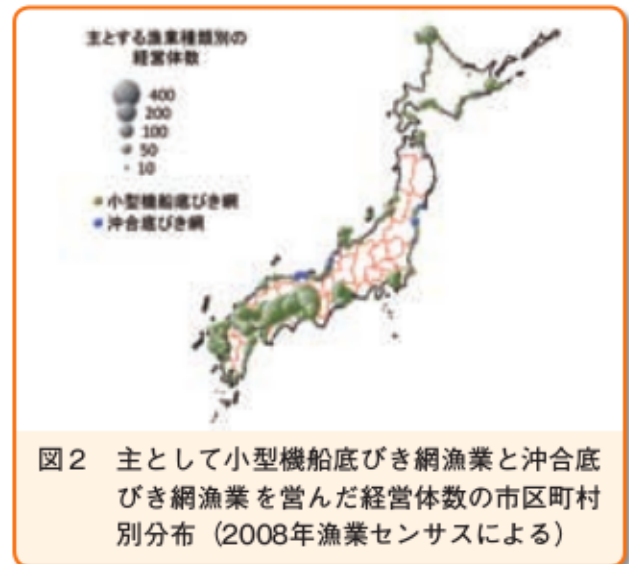 主とする漁業種類別の
経営体数
400
200
100
50
10
小型機船底びき網
沖合底びき網
図2 主として小型機船底びき網漁業と沖合底
びき網漁業を営んだ経営体数の市区町村
別分布（2008年漁業センサスによる）